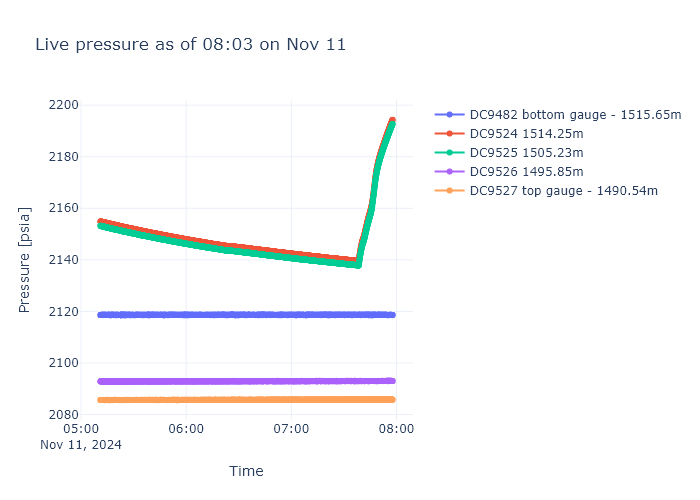 Live pressure as of 08:03 on Nov 11
2200
2180
2160
2140
2120
2100
2080
Pressure [psia]
05:00
06:00
07:00
08:00
Nov 11, 2024
Time
DC9482 bottom gauge - 1515.65m
DC9524 1514.25m
DC9525 1505.23m
DC9526 1495.85m
DC9527 top gauge - 1490.54m